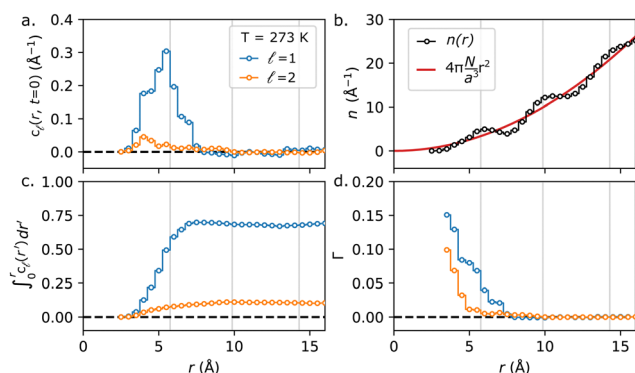 a.
T = 273 K
ℓ=1
ℓ=2
c_ℓ(r, t=0) (Å⁻¹)
0.4
0.3
0.2
0.1
0.0
b.
n(r)
4π N/a³ r²
n (Å⁻¹)
30
20
10
0
c.
∫₀ʳ c_ℓ(r′)dr′
1.00
0.75
0.50
0.25
0.00
0
5
10
15
r (Å)
d.
Γ
0.20
0.15
0.10
0.05
0.00
0
5
10
15
r (Å)